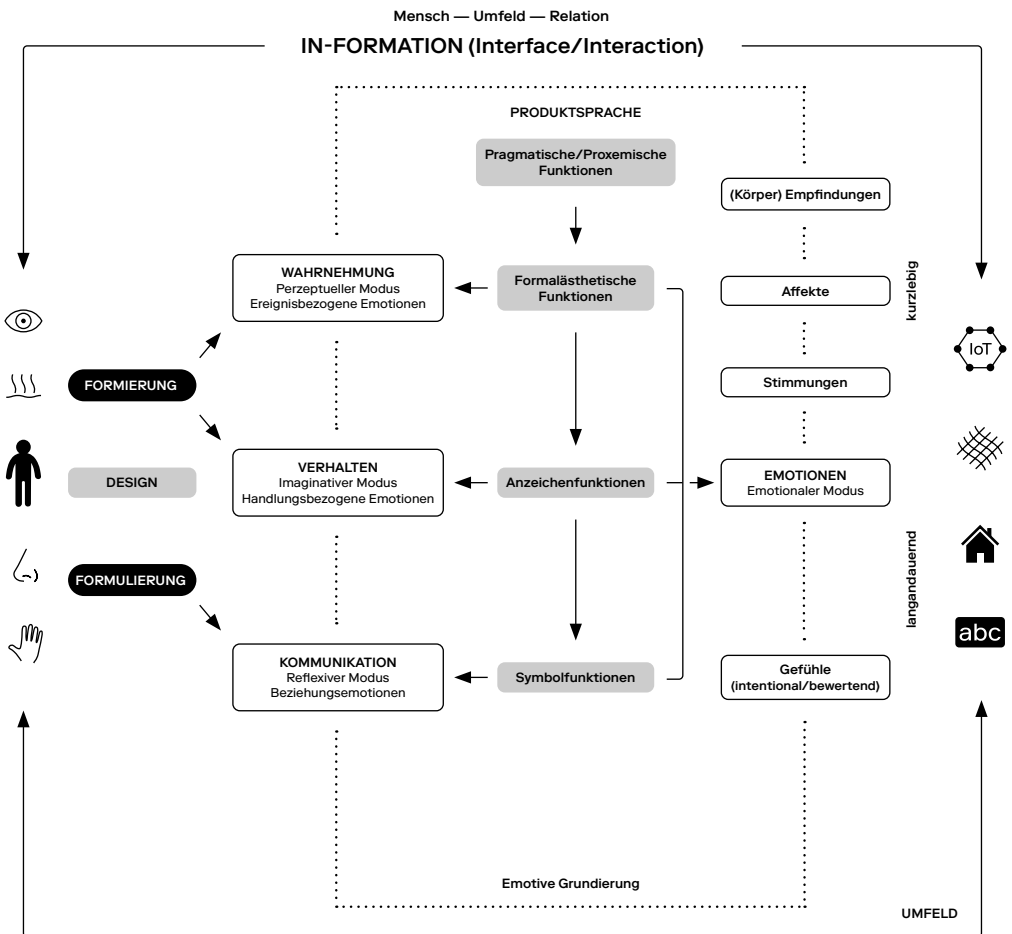 Mensch — Umfeld — Relation
IN-FORMATION (Interface/Interaction)
PRODUKTSPRACHE
Pragmatische/Proxemische
Funktionen
(Körper) Empfindungen
WAHRNEHMUNG
Perzeptueller Modus
Ereignisbezogene Emotionen
Formalästhetische
Funktionen
Affekte
kurzlebig
IoT
FORMIERUNG
Stimmungen
DESIGN
VERHALTEN
Imaginativer Modus
Handlungsbezogene Emotionen
Anzeichenfunktionen
EMOTIONEN
Emotionaler Modus
langandauernd
FORMULIERUNG
abc
KOMMUNIKATION
Reflexiver Modus
Beziehungsemotionen
Symbolfunktionen
Gefühle
(intentional/bewertend)
Emotive Grundierung
UMFELD